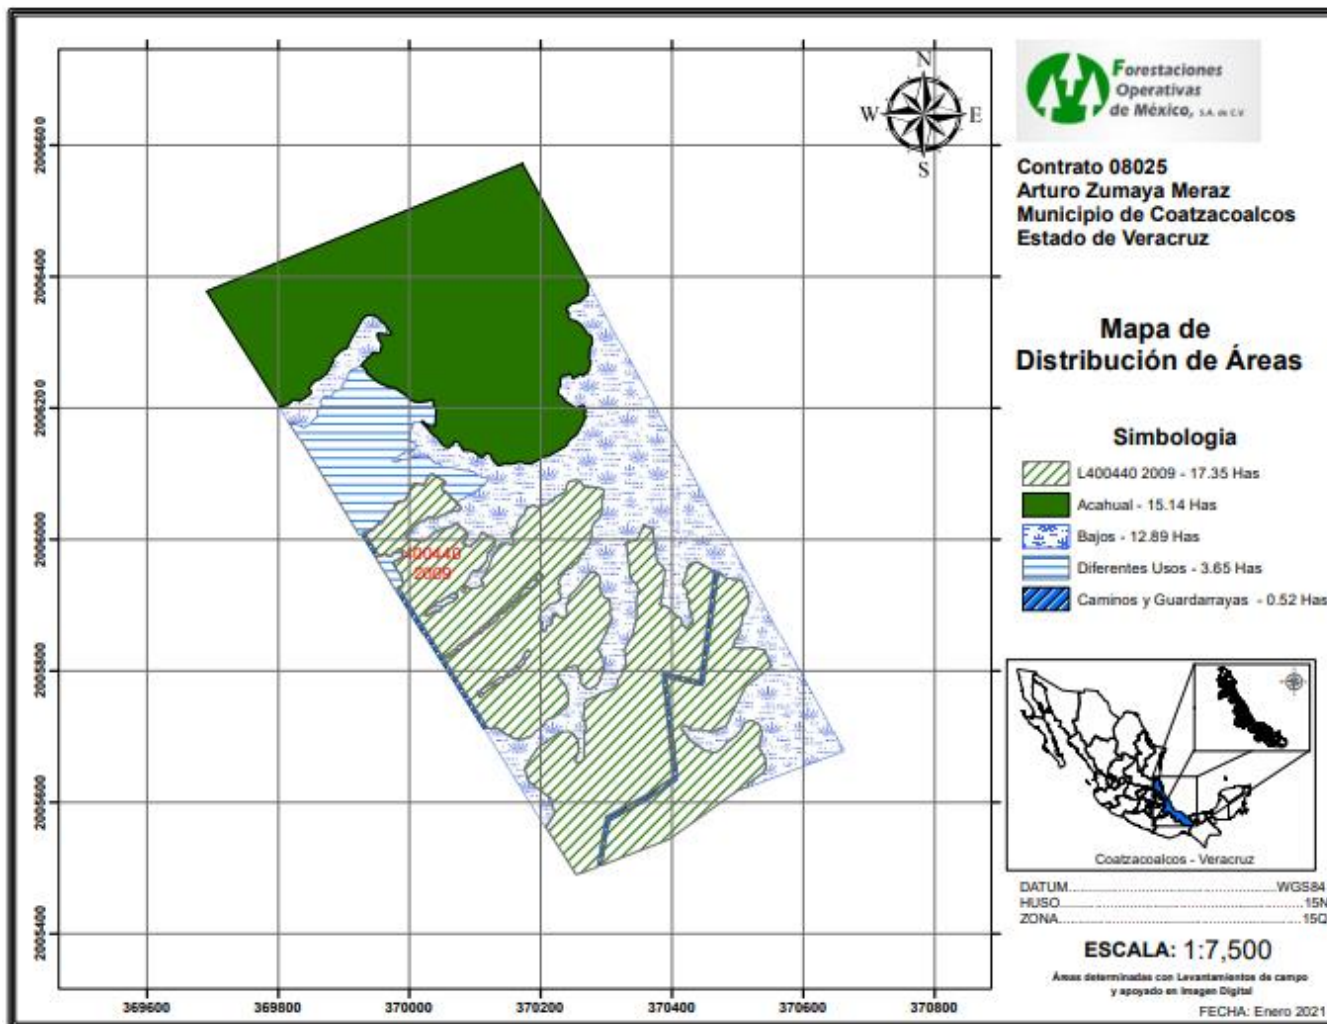 N
W
E
S
2006600
2006400
2006200
2006000
2005800
2005600
2005400
369600
369800
370000
370200
370400
370600
370800
2009
Forestaciones
Operativas
de México, S.A. de C.V
Contrato 08025
Arturo Zumaya Meraz
Municipio de Coatzacoalcos
Estado de Veracruz
Mapa de
Distribución de Áreas
Simbologia
L400440 2009 - 17.35 Has
Acahual - 15.14 Has
Bajos - 12.89 Has
Diferentes Usos - 3.65 Has
Caminos y Guardarrayas - 0.52 Has
Coatzacoalcos - Veracruz
DATUM WGS84
HUSO 15N
ZONA 15Q
ESCALA: 1:7,500
Áreas determinadas con Levantamientos de campo
y apoyado en Imagen Digital
FECHA: Enero 2021